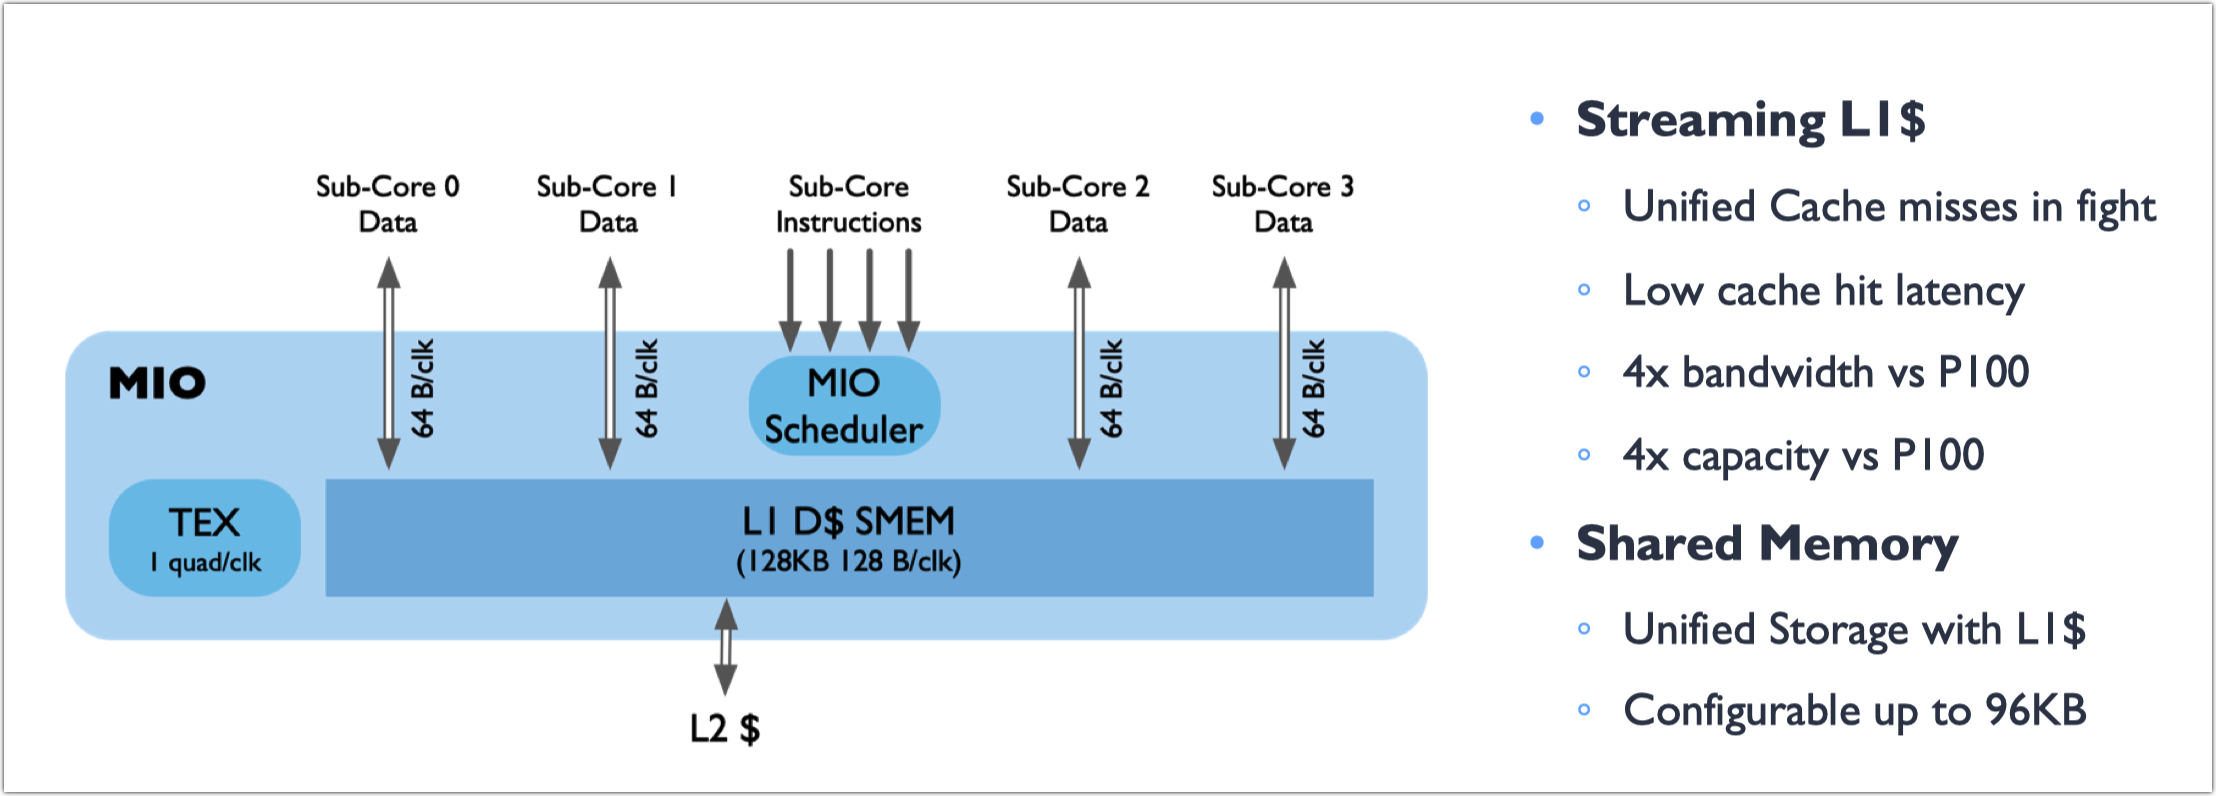 Sub-Core 0
Data
Sub-Core 1
Data
Sub-Core
Instructions
Sub-Core 2
Data
Sub-Core 3
Data
MIO
64 B/clk
64 B/clk
MIO
Scheduler
64 B/clk
64 B/clk
TEX
1 quad/clk
L1 D$ SMEM
(128KB 128 B/clk)
L2 $
• Streaming L1$
Unified Cache misses in fight
Low cache hit latency
4x bandwidth vs P100
4x capacity vs P100
• Shared Memory
Unified Storage with L1$
Configurable up to 96KB